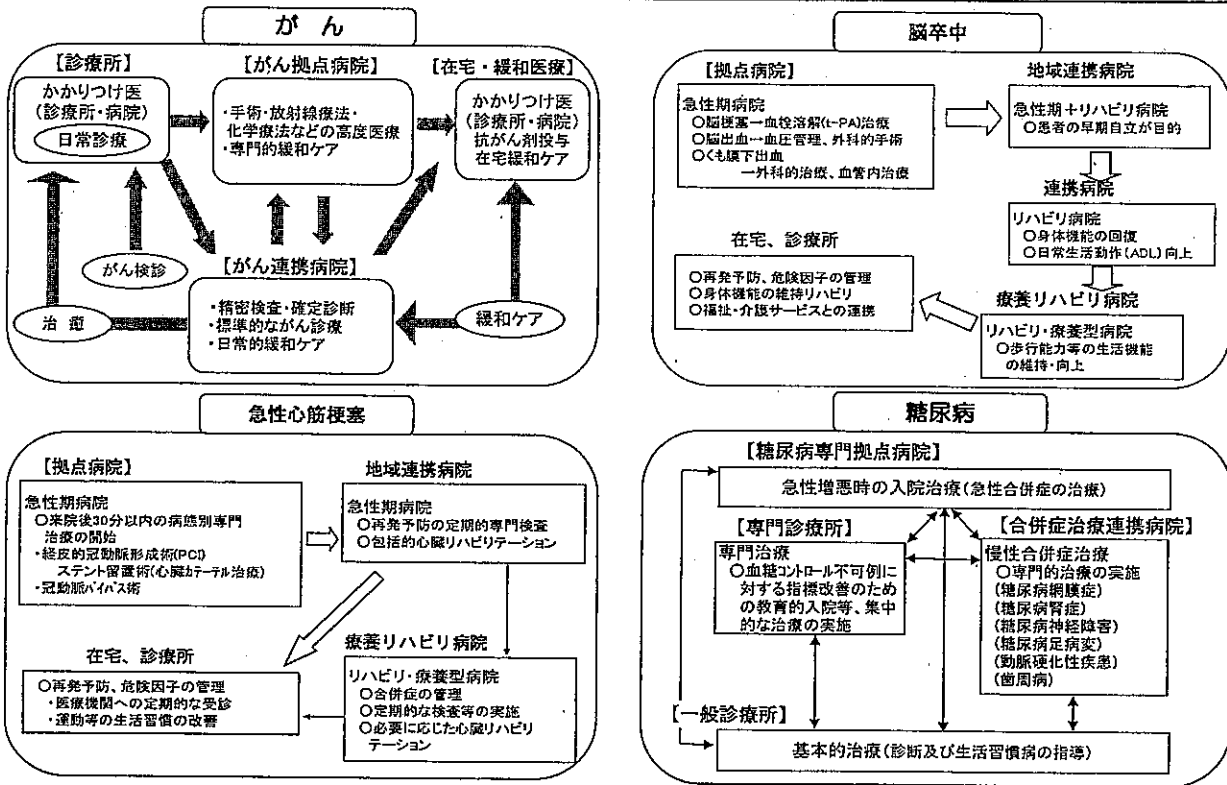 がん
【診療所】
かかりつけ医
(診療所・病院)
日常診療
【がん拠点病院】
・手術・放射線療法・
化学療法などの高度医療
・専門的緩和ケア
【在宅・緩和医療】
かかりつけ医
(診療所・病院)
抗がん剤投与
在宅緩和ケア
がん検診
【がん連携病院】
・精密検査・確定診断
・標準的ながん診療
・日常的緩和ケア
治癒
緩和ケア
脳卒中
【拠点病院】
急性期病院
○脳梗塞→血栓溶解(t-PA)治療
○脳出血→血圧管理、外科的手術
○くも膜下出血
→外科的治療、血管内治療
地域連携病院
急性期+リハビリ病院
○患者の早期自立が目的
連携病院
リハビリ病院
○身体機能の回復
○日常生活動作(ADL)向上
療養リハビリ病院
リハビリ・療養型病院
○歩行能力等の生活機能
の維持・向上
在宅、診療所
○再発予防、危険因子の管理
○身体機能の維持リハビリ
○福祉・介護サービスとの連携
急性心筋梗塞
【拠点病院】
急性期病院
○来院後30分以内の病態別専門
治療の開始
・経皮的冠動脈形成術(PCI)
ステント留置術(心臓カテーテル治療)
・冠動脈バイパス術
地域連携病院
急性期病院
○再発予防の定期的専門検査
○包括的心臓リハビリテーション
療養リハビリ病院
リハビリ・療養型病院
○合併症の管理
○定期的な検査等の実施
○必要に応じた心臓リハビリ
テーション
在宅、診療所
○再発予防、危険因子の管理
・医療機関への定期的な受診
・運動等の生活習慣の改善
糖尿病
【糖尿病専門拠点病院】
急性増悪時の入院治療(急性合併症の治療)
【専門診療所】
専門治療
○血糖コントロール不可例に
対する指標改善のため
の教育的入院等、集中
的な治療の実施
【合併症治療連携病院】
慢性合併症治療
○専門的治療の実施
(糖尿病網膜症)
(糖尿病腎症)
(糖尿病神経障害)
(糖尿病足病変)
(動脈硬化性疾患)
(歯周病)
【一般診療所】
基本的治療(診断及び生活習慣病の指導)